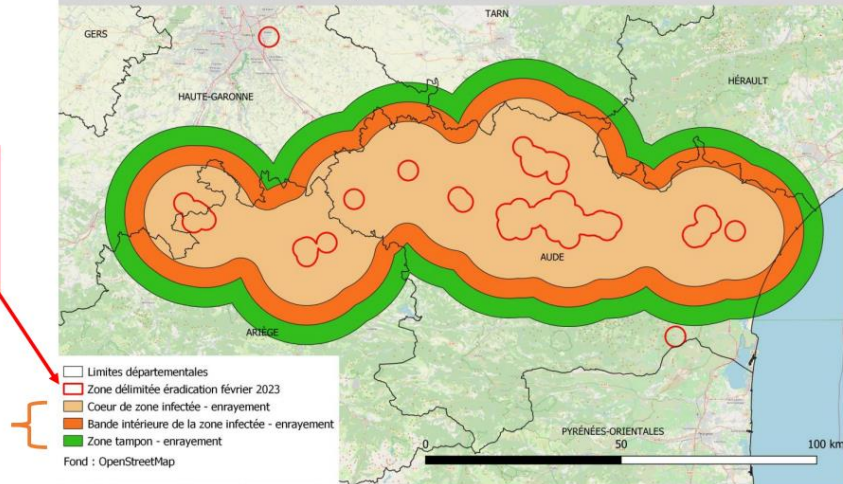 GERS
TARN
HÉRAULT
HAUTE-GARONNE
AUDE
ARIÈGE
Limites départementales
Zone délimitée éradication février 2023
Coeur de zone infectée - enrayement
Bande intérieure de la zone infectée - enrayement
Zone tampon - enrayement
Fond : OpenStreetMap
PYRÉNÉES-ORIENTALES
0 50 100 km